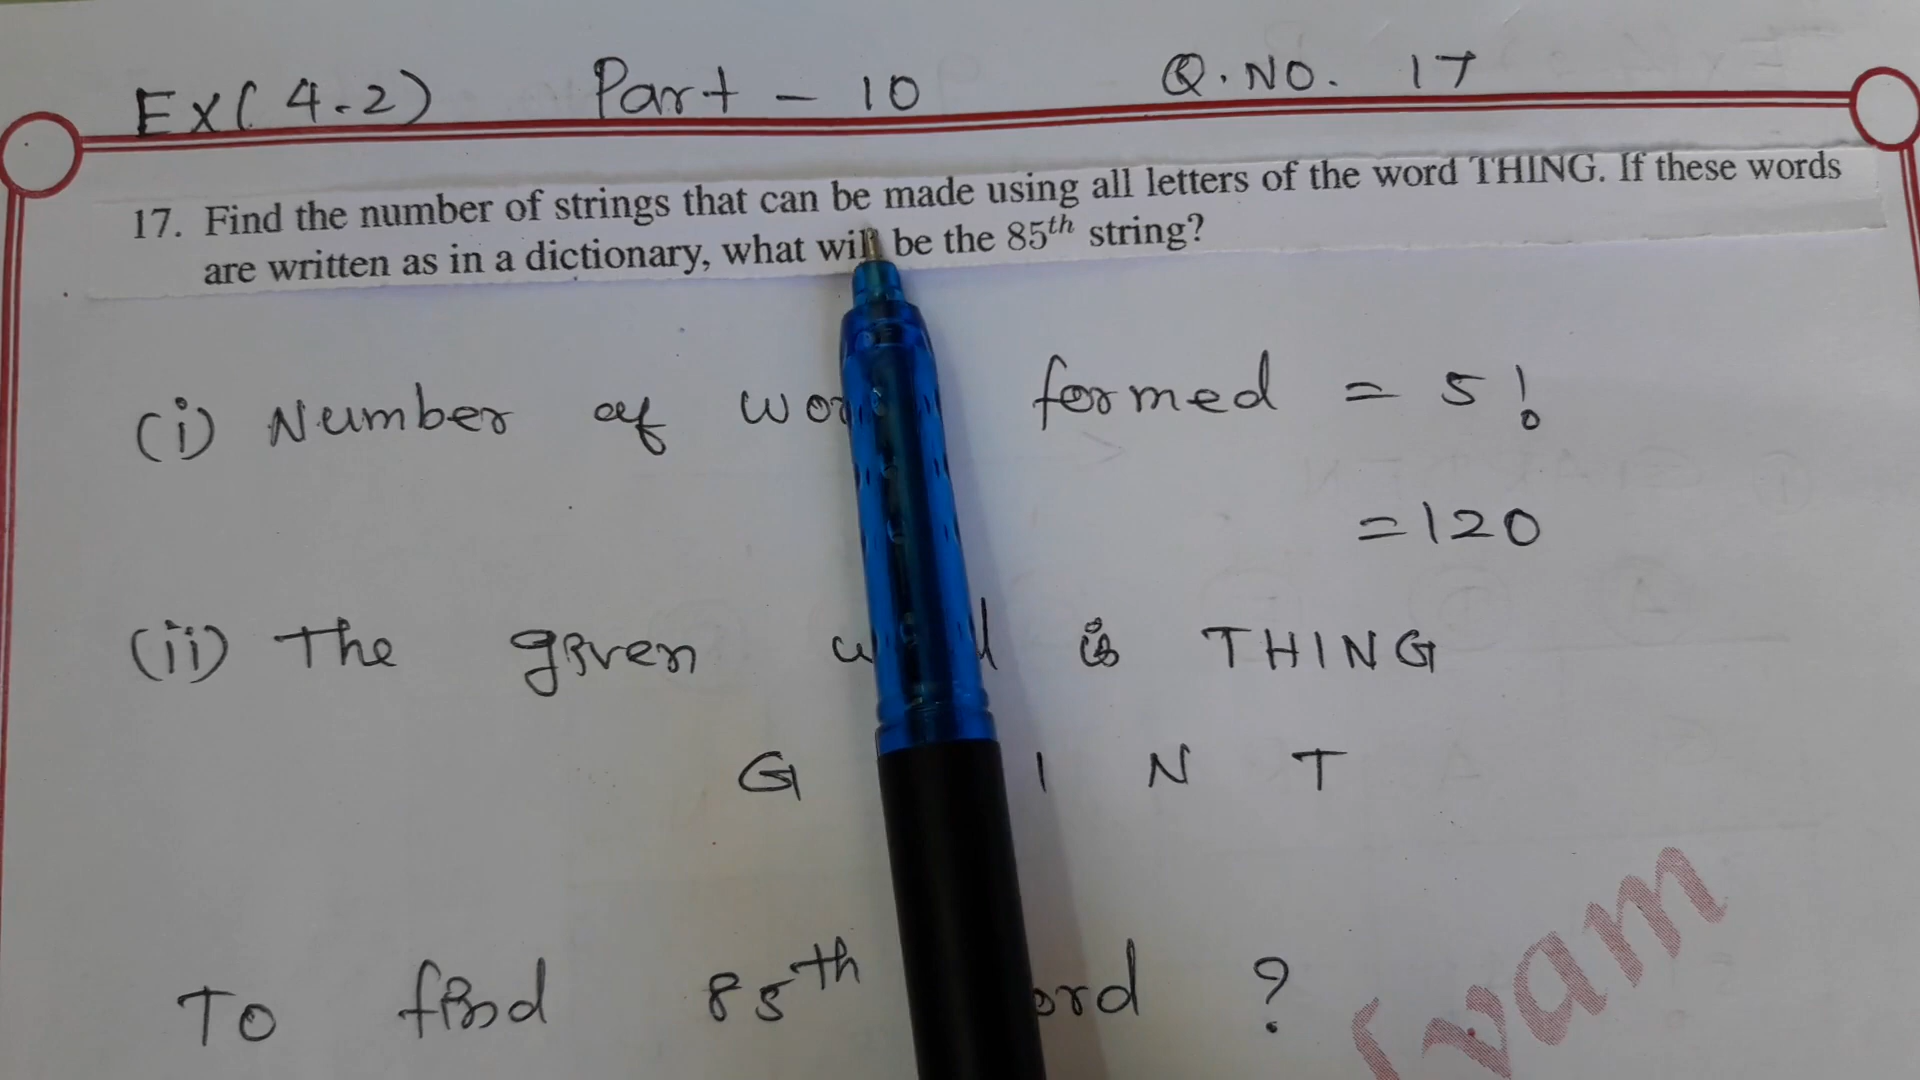 Ex(4.2) Part - 10 Q.NO. 17
17. Find the number of strings that can be made using all letters of the word THING. If these words
are written as in a dictionary, what will be the 85th string?
(i) Number of formed = 5!
= 120
(ii) The given is THING
G I N T
To find 85th ?